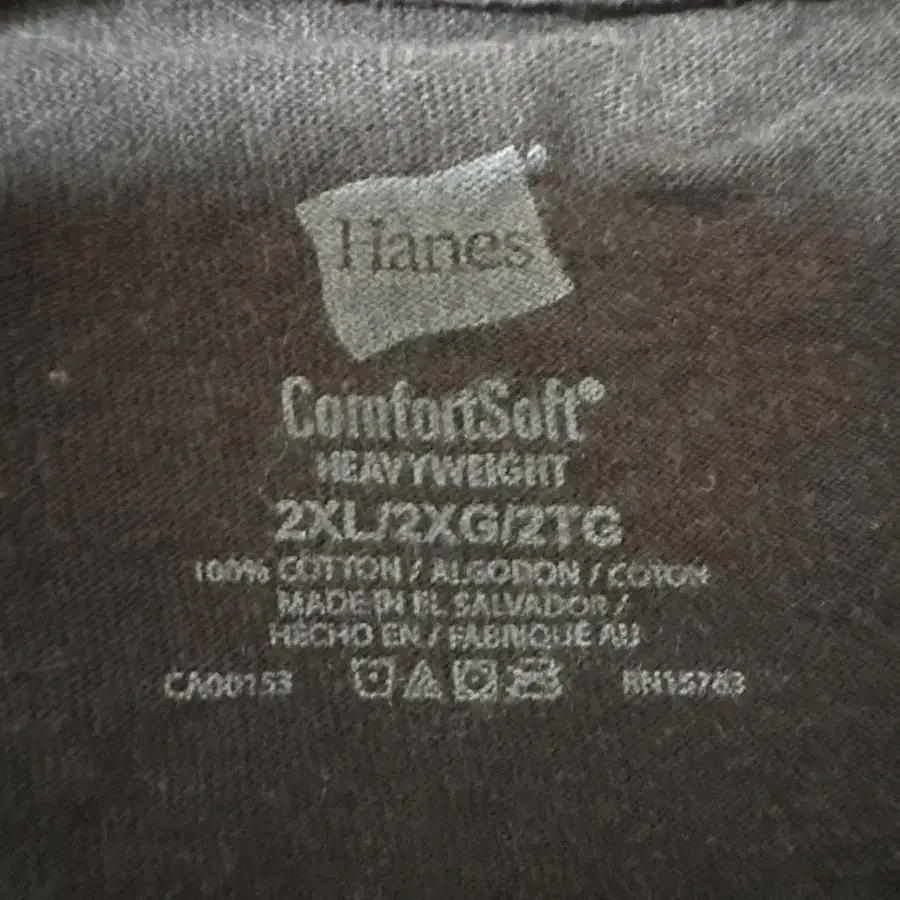 Hanes
ComfortSoft®
HEAVYWEIGHT
2XL/2XG/2TG
100% COTTON / ALGODON / COTON
MADE IN EL SALVADOR /
HECHO EN / FABRIQUÉ AU
CA00153 RN15763